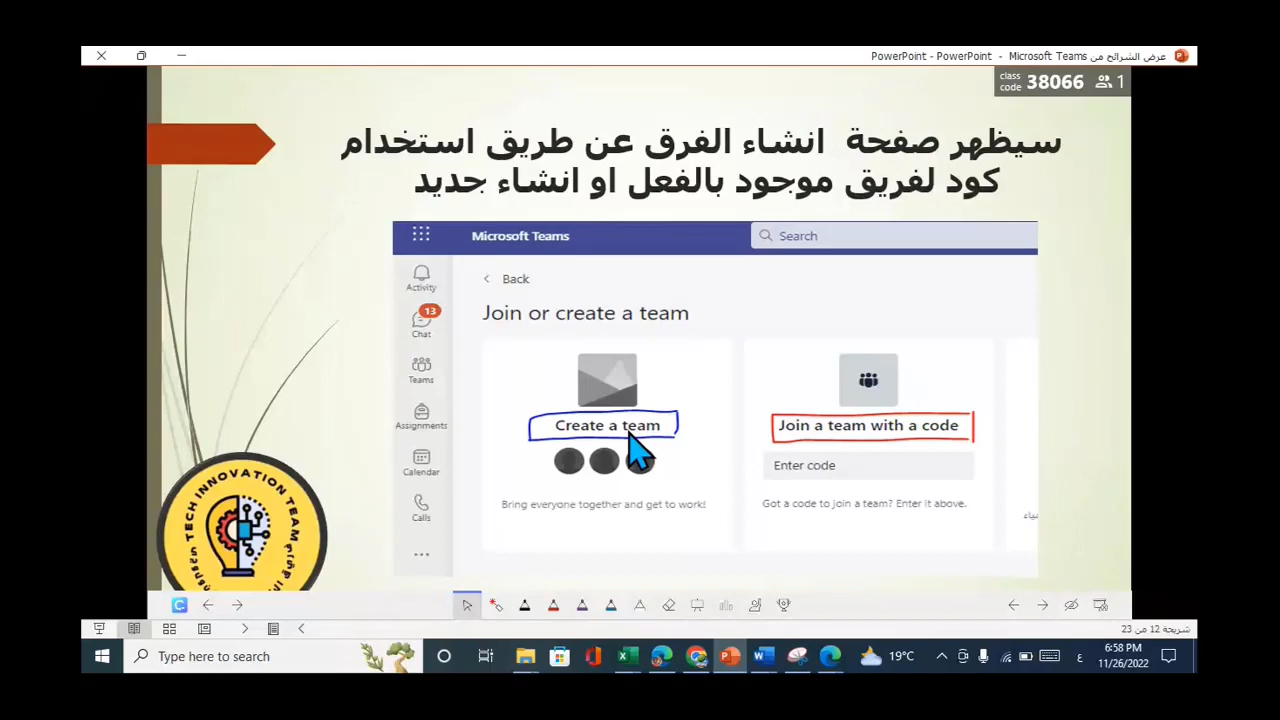 عرض الشرائح من PowerPoint - PowerPoint - Microsoft Teams
class code 38066 1
سيظهر صفحة انشاء الفرق عن طريق استخدام
كود لفريق موجود بالفعل او انشاء جديد
Microsoft Teams
Search
Activity
13
Chat
Teams
Assignments
Calendar
Calls
Back
Join or create a team
Create a team
Bring everyone together and get to work!
Join a team with a code
Enter code
Got a code to join a team? Enter it above.
TECH INNOVATION TEAM
شريحة 12 من 23
Type here to search
19°C
ع
6:58 PM
11/26/2022